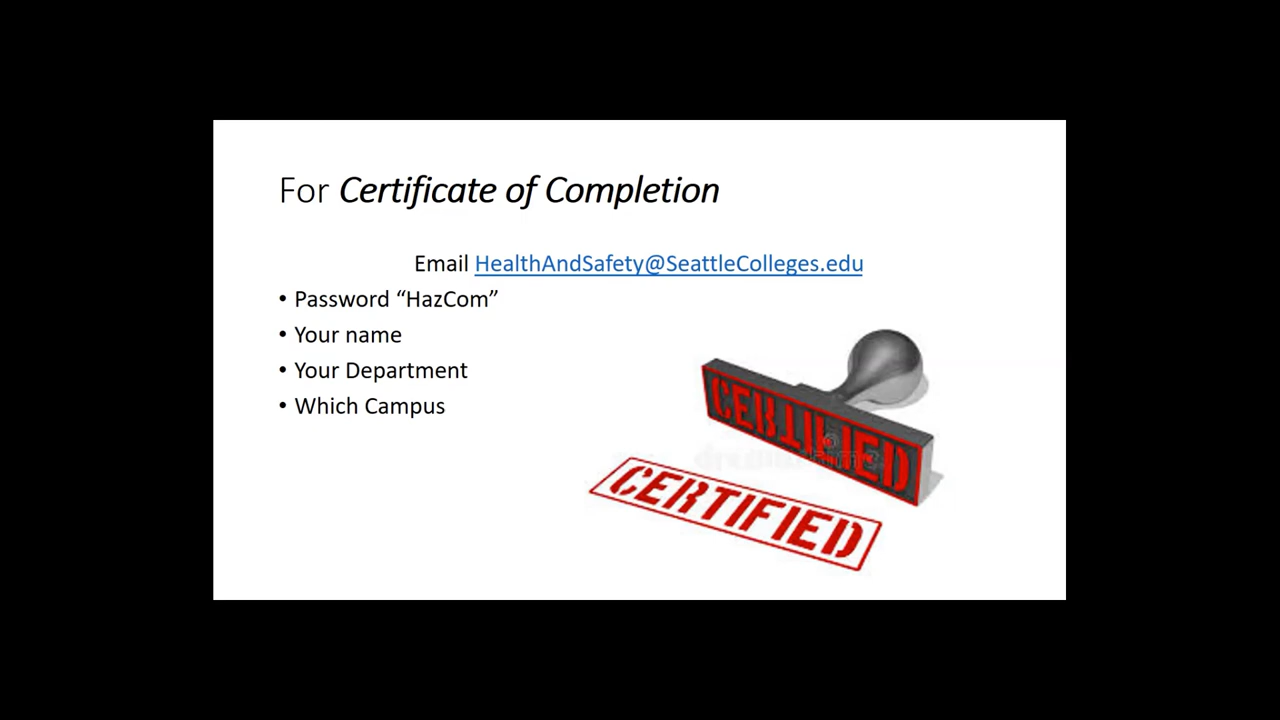 For Certificate of Completion
Email HealthAndSafety@SeattleColleges.edu
• Password “HazCom”
• Your name
• Your Department
• Which Campus
CERTIFIED
CERTIFIED